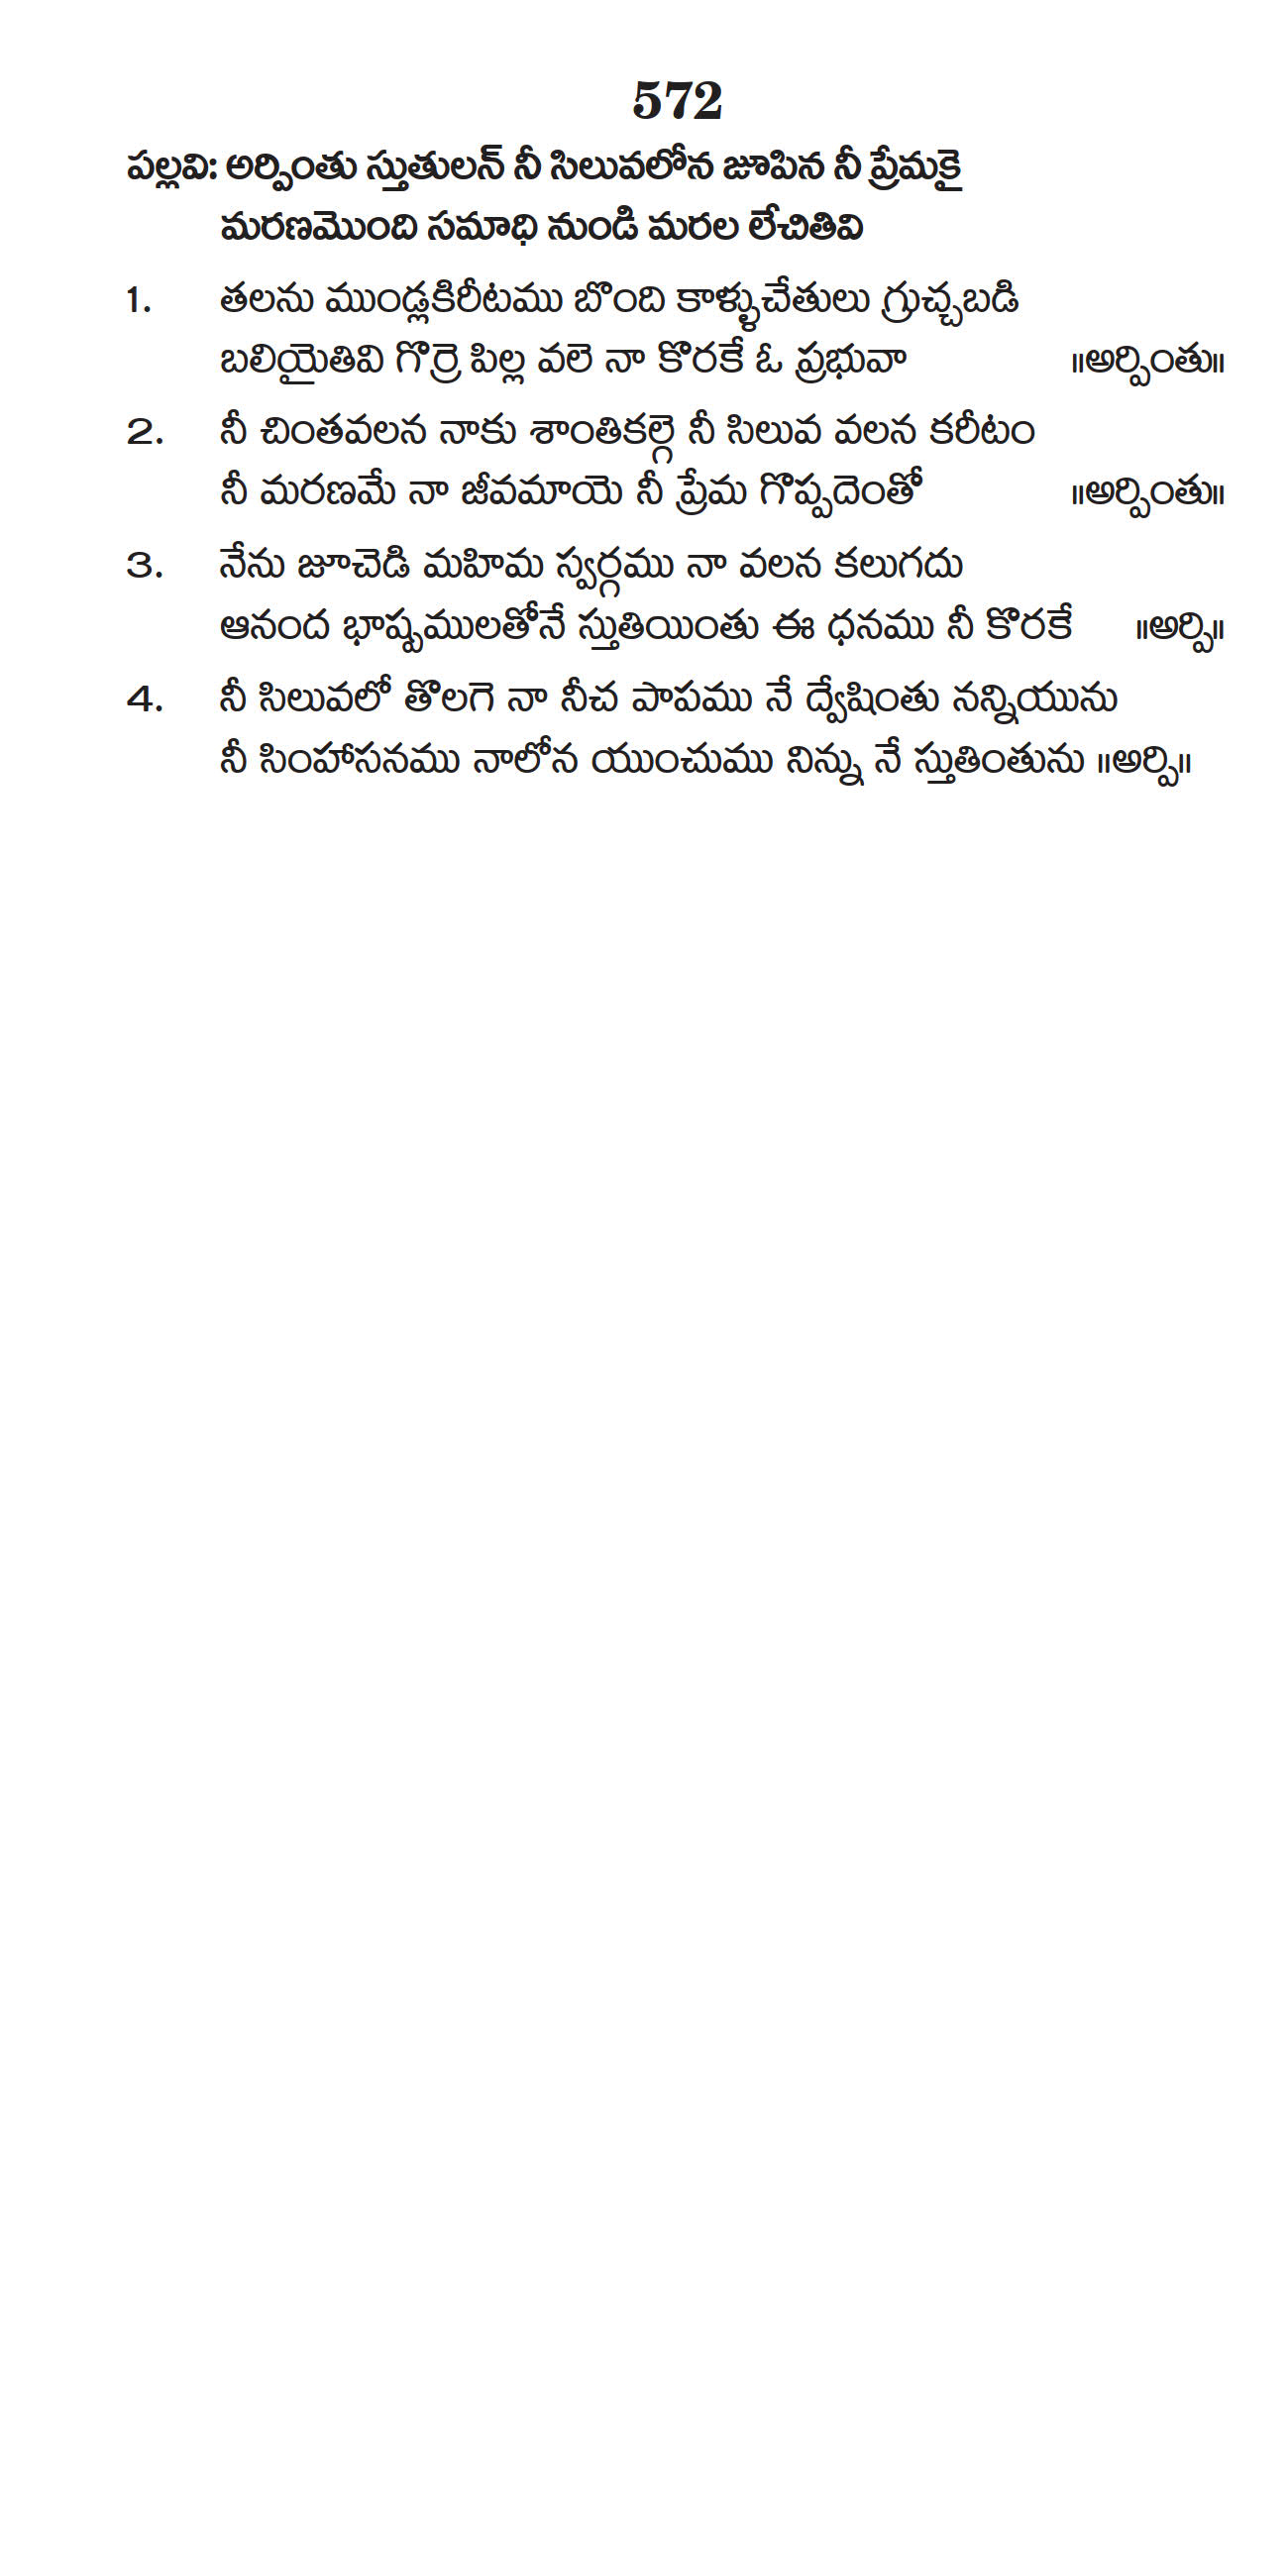 572
పల్లవి: అర్పింతు స్తుతులన్ నీ సిలువలోన జూపిన నీ ప్రేమకై
మరణమొంది సమాధి నుండి మరల లేచితివి
1. తలను ముండ్లకిరీటము బొంది కాళ్ళుచేతులు గ్రుచ్చబడి
బలియైతివి గొర్రె పిల్ల వలె నా కొరకే ఓ ప్రభువా ॥అర్పింతు॥
2. నీ చింతవలన నాకు శాంతికల్గె నీ సిలువ వలన కరీటం
నీ మరణమే నా జీవమాయె నీ ప్రేమ గొప్పదెంతో ॥అర్పింతు॥
3. నేను జూచెడి మహిమ స్వర్గము నా వలన కలుగదు
ఆనంద భాష్పములతోనే స్తుతియింతు ఈ ధనము నీ కొరకే ॥అర్పి॥
4. నీ సిలువలో తొలగె నా నీచ పాపము నే ద్వేషింతు నన్నియును
నీ సింహాసనము నాలోన యుంచుము నిన్ను నే స్తుతింతును ॥అర్పి॥